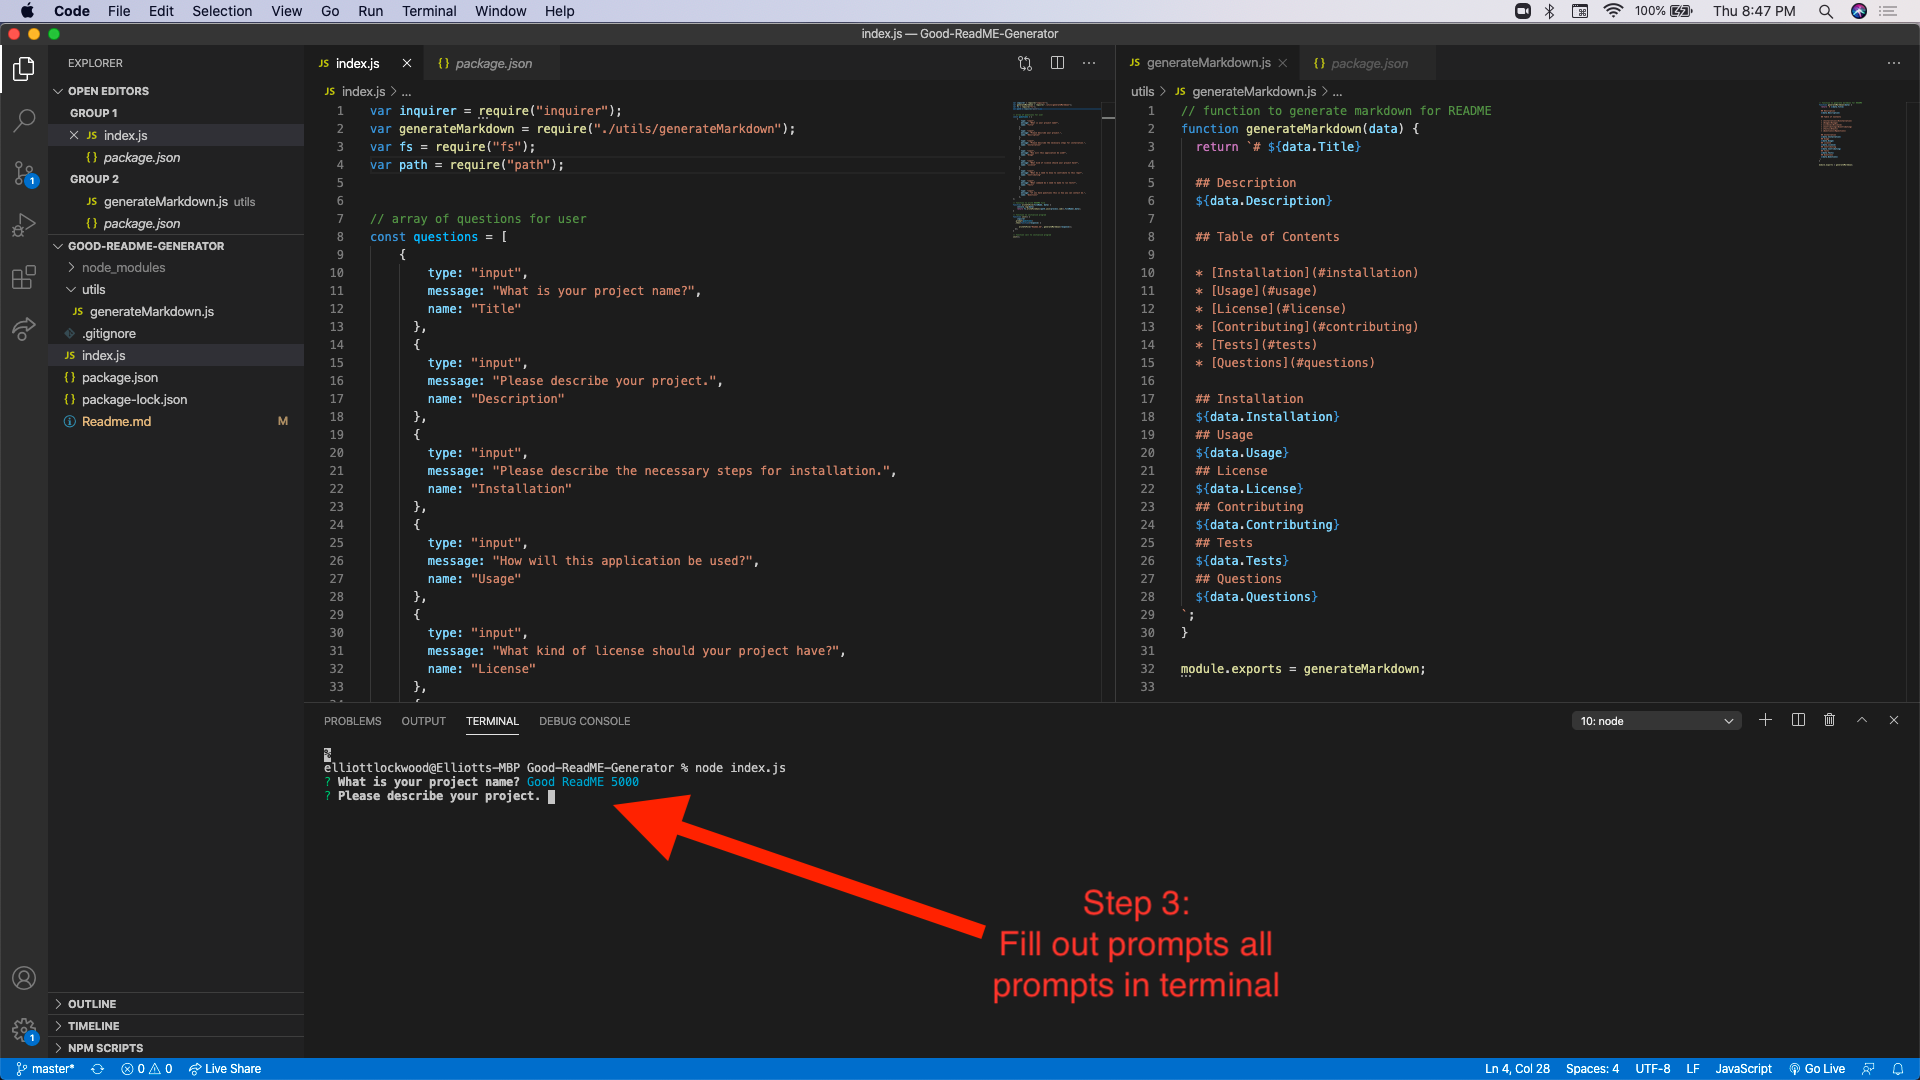 Code File Edit Selection View Go Run Terminal Window Help 100% Thu 8:47 PM
index.js — Good-ReadME-Generator
EXPLORER
OPEN EDITORS
GROUP 1
JS index.js
{} package.json
GROUP 2
JS generateMarkdown.js utils
{} package.json
GOOD-README-GENERATOR
node_modules
utils
JS generateMarkdown.js
.gitignore
JS index.js
{} package.json
{} package-lock.json
Readme.md M
OUTLINE
TIMELINE
NPM SCRIPTS
1
1
JS index.js {} package.json
JS index.js > ...
1 var inquirer = require("inquirer");
2 var generateMarkdown = require("./utils/generateMarkdown");
3 var fs = require("fs");
4 var path = require("path");
5
6
7 // array of questions for user
8 const questions = [
9 {
10 type: "input",
11 message: "What is your project name?",
12 name: "Title"
13 },
14 {
15 type: "input",
16 message: "Please describe your project.",
17 name: "Description"
18 },
19 {
20 type: "input",
21 message: "Please describe the necessary steps for installation.",
22 name: "Installation"
23 },
24 {
25 type: "input",
26 message: "How will this application be used?",
27 name: "Usage"
28 },
29 {
30 type: "input",
31 message: "What kind of license should your project have?",
32 name: "License"
33 },
JS generateMarkdown.js {} package.json
utils > JS generateMarkdown.js > ...
1 // function to generate markdown for README
2 function generateMarkdown(data) {
3 return `# ${data.Title}
4
5 ## Description
6 ${data.Description}
7
8 ## Table of Contents
9
10 * [Installation](#installation)
11 * [Usage](#usage)
12 * [License](#license)
13 * [Contributing](#contributing)
14 * [Tests](#tests)
15 * [Questions](#questions)
16
17 ## Installation
18 ${data.Installation}
19 ## Usage
20 ${data.Usage}
21 ## License
22 ${data.License}
23 ## Contributing
24 ${data.Contributing}
25 ## Tests
26 ${data.Tests}
27 ## Questions
28 ${data.Questions}
29 `;
30 }
31
32 module.exports = generateMarkdown;
33
PROBLEMS OUTPUT TERMINAL DEBUG CONSOLE 10: node
%
elliottlockwood@Elliotts-MBP Good-ReadME-Generator % node index.js
? What is your project name? Good ReadME 5000
? Please describe your project.
Step 3:
Fill out prompts all
prompts in terminal
master* 0 0 Live Share Ln 4, Col 28 Spaces: 4 UTF-8 LF JavaScript Go Live